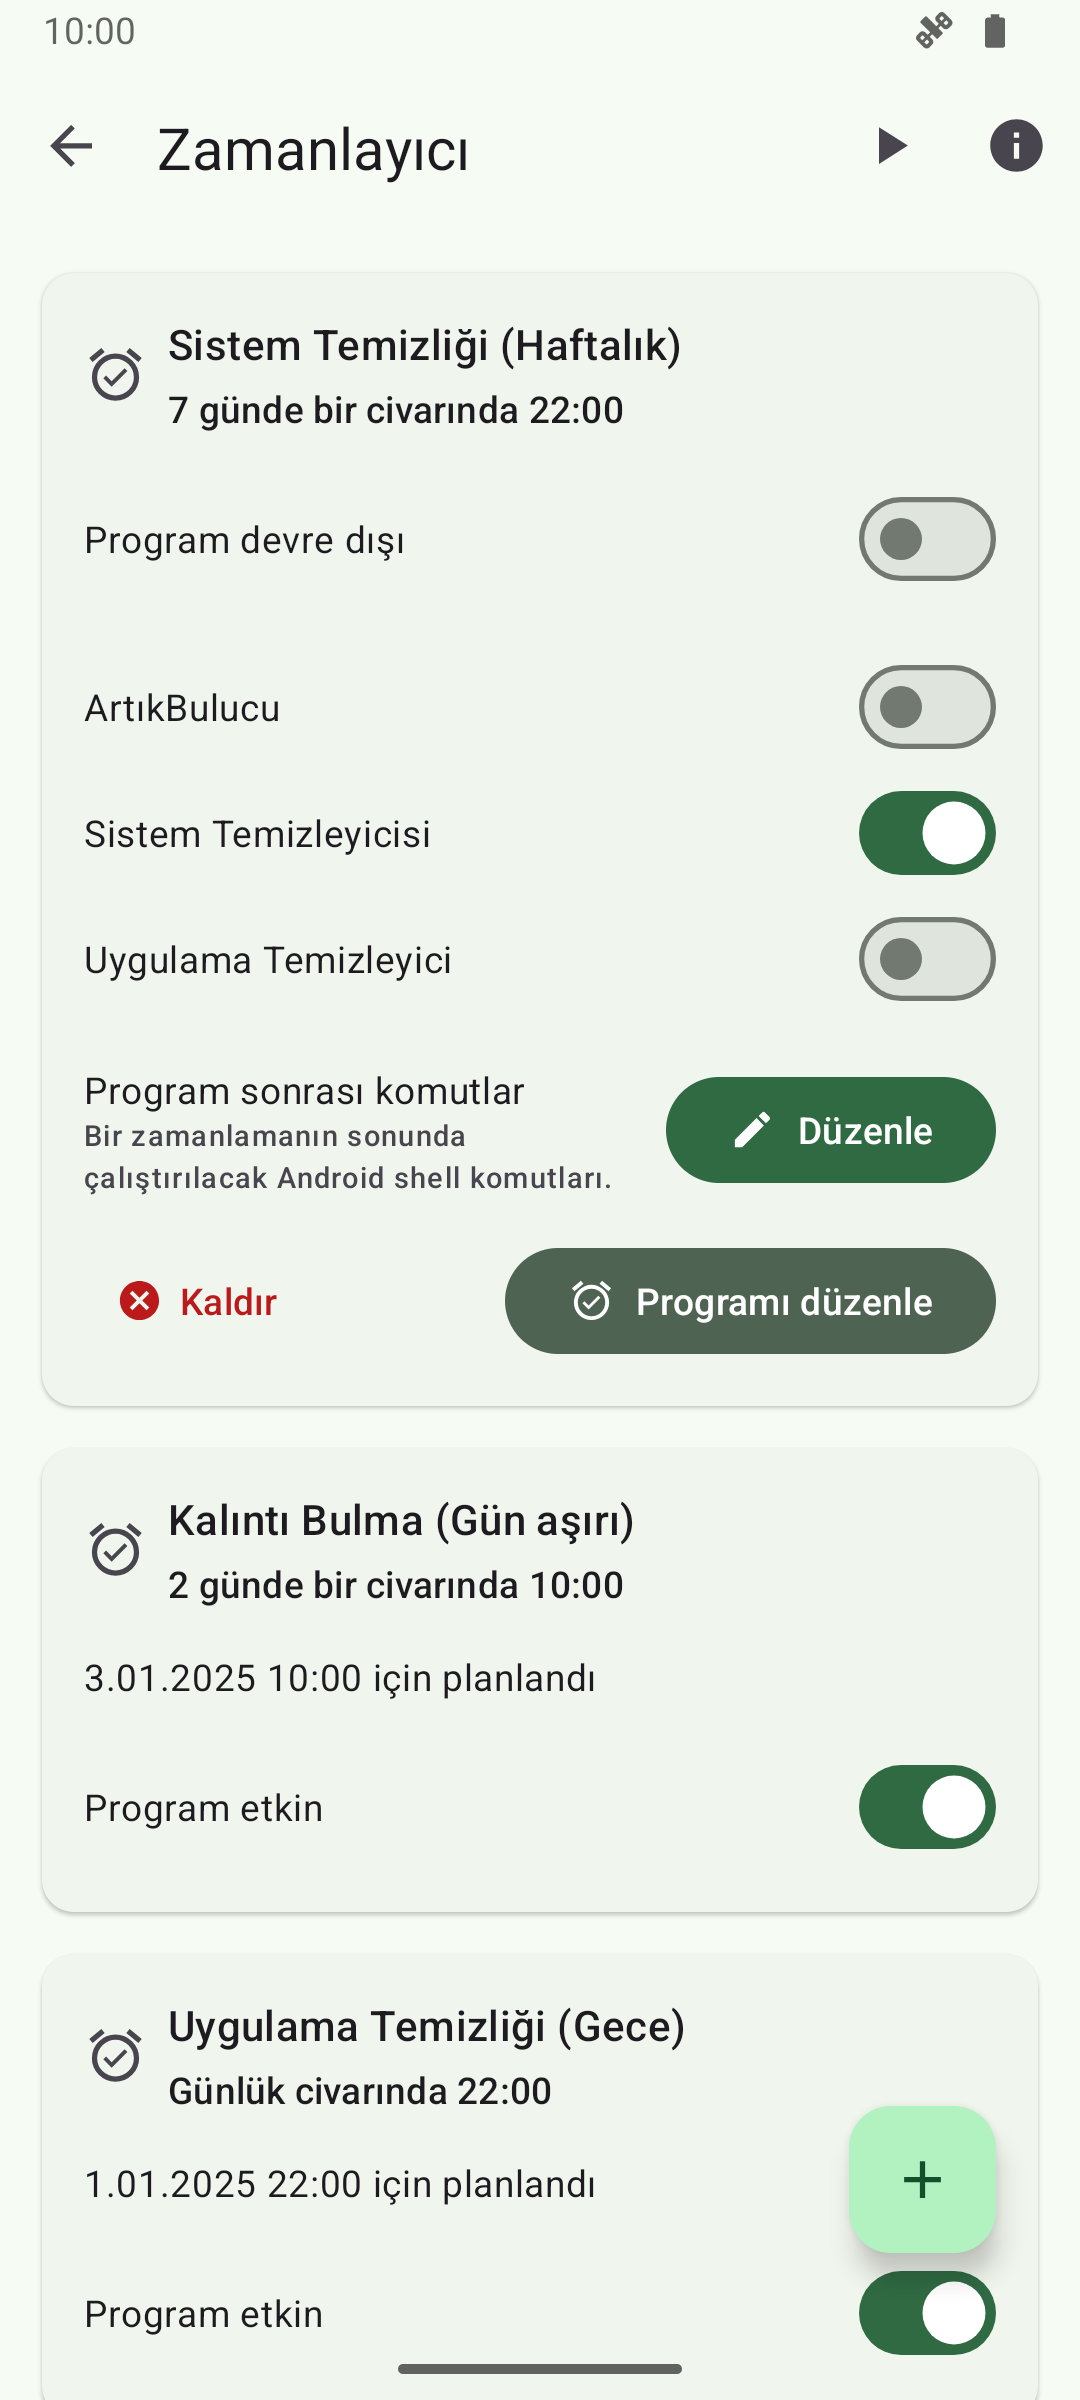 10:00
Zamanlayıcı
Sistem Temizliği (Haftalık)
7 günde bir civarında 22:00
Program devre dışı
ArtıkBulucu
Sistem Temizleyicisi
Uygulama Temizleyici
Program sonrası komutlar
Bir zamanlamanın sonunda
çalıştırılacak Android shell komutları.
Düzenle
Kaldır
Programı düzenle
Kalıntı Bulma (Gün aşırı)
2 günde bir civarında 10:00
3.01.2025 10:00 için planlandı
Program etkin
Uygulama Temizliği (Gece)
Günlük civarında 22:00
1.01.2025 22:00 için planlandı
Program etkin